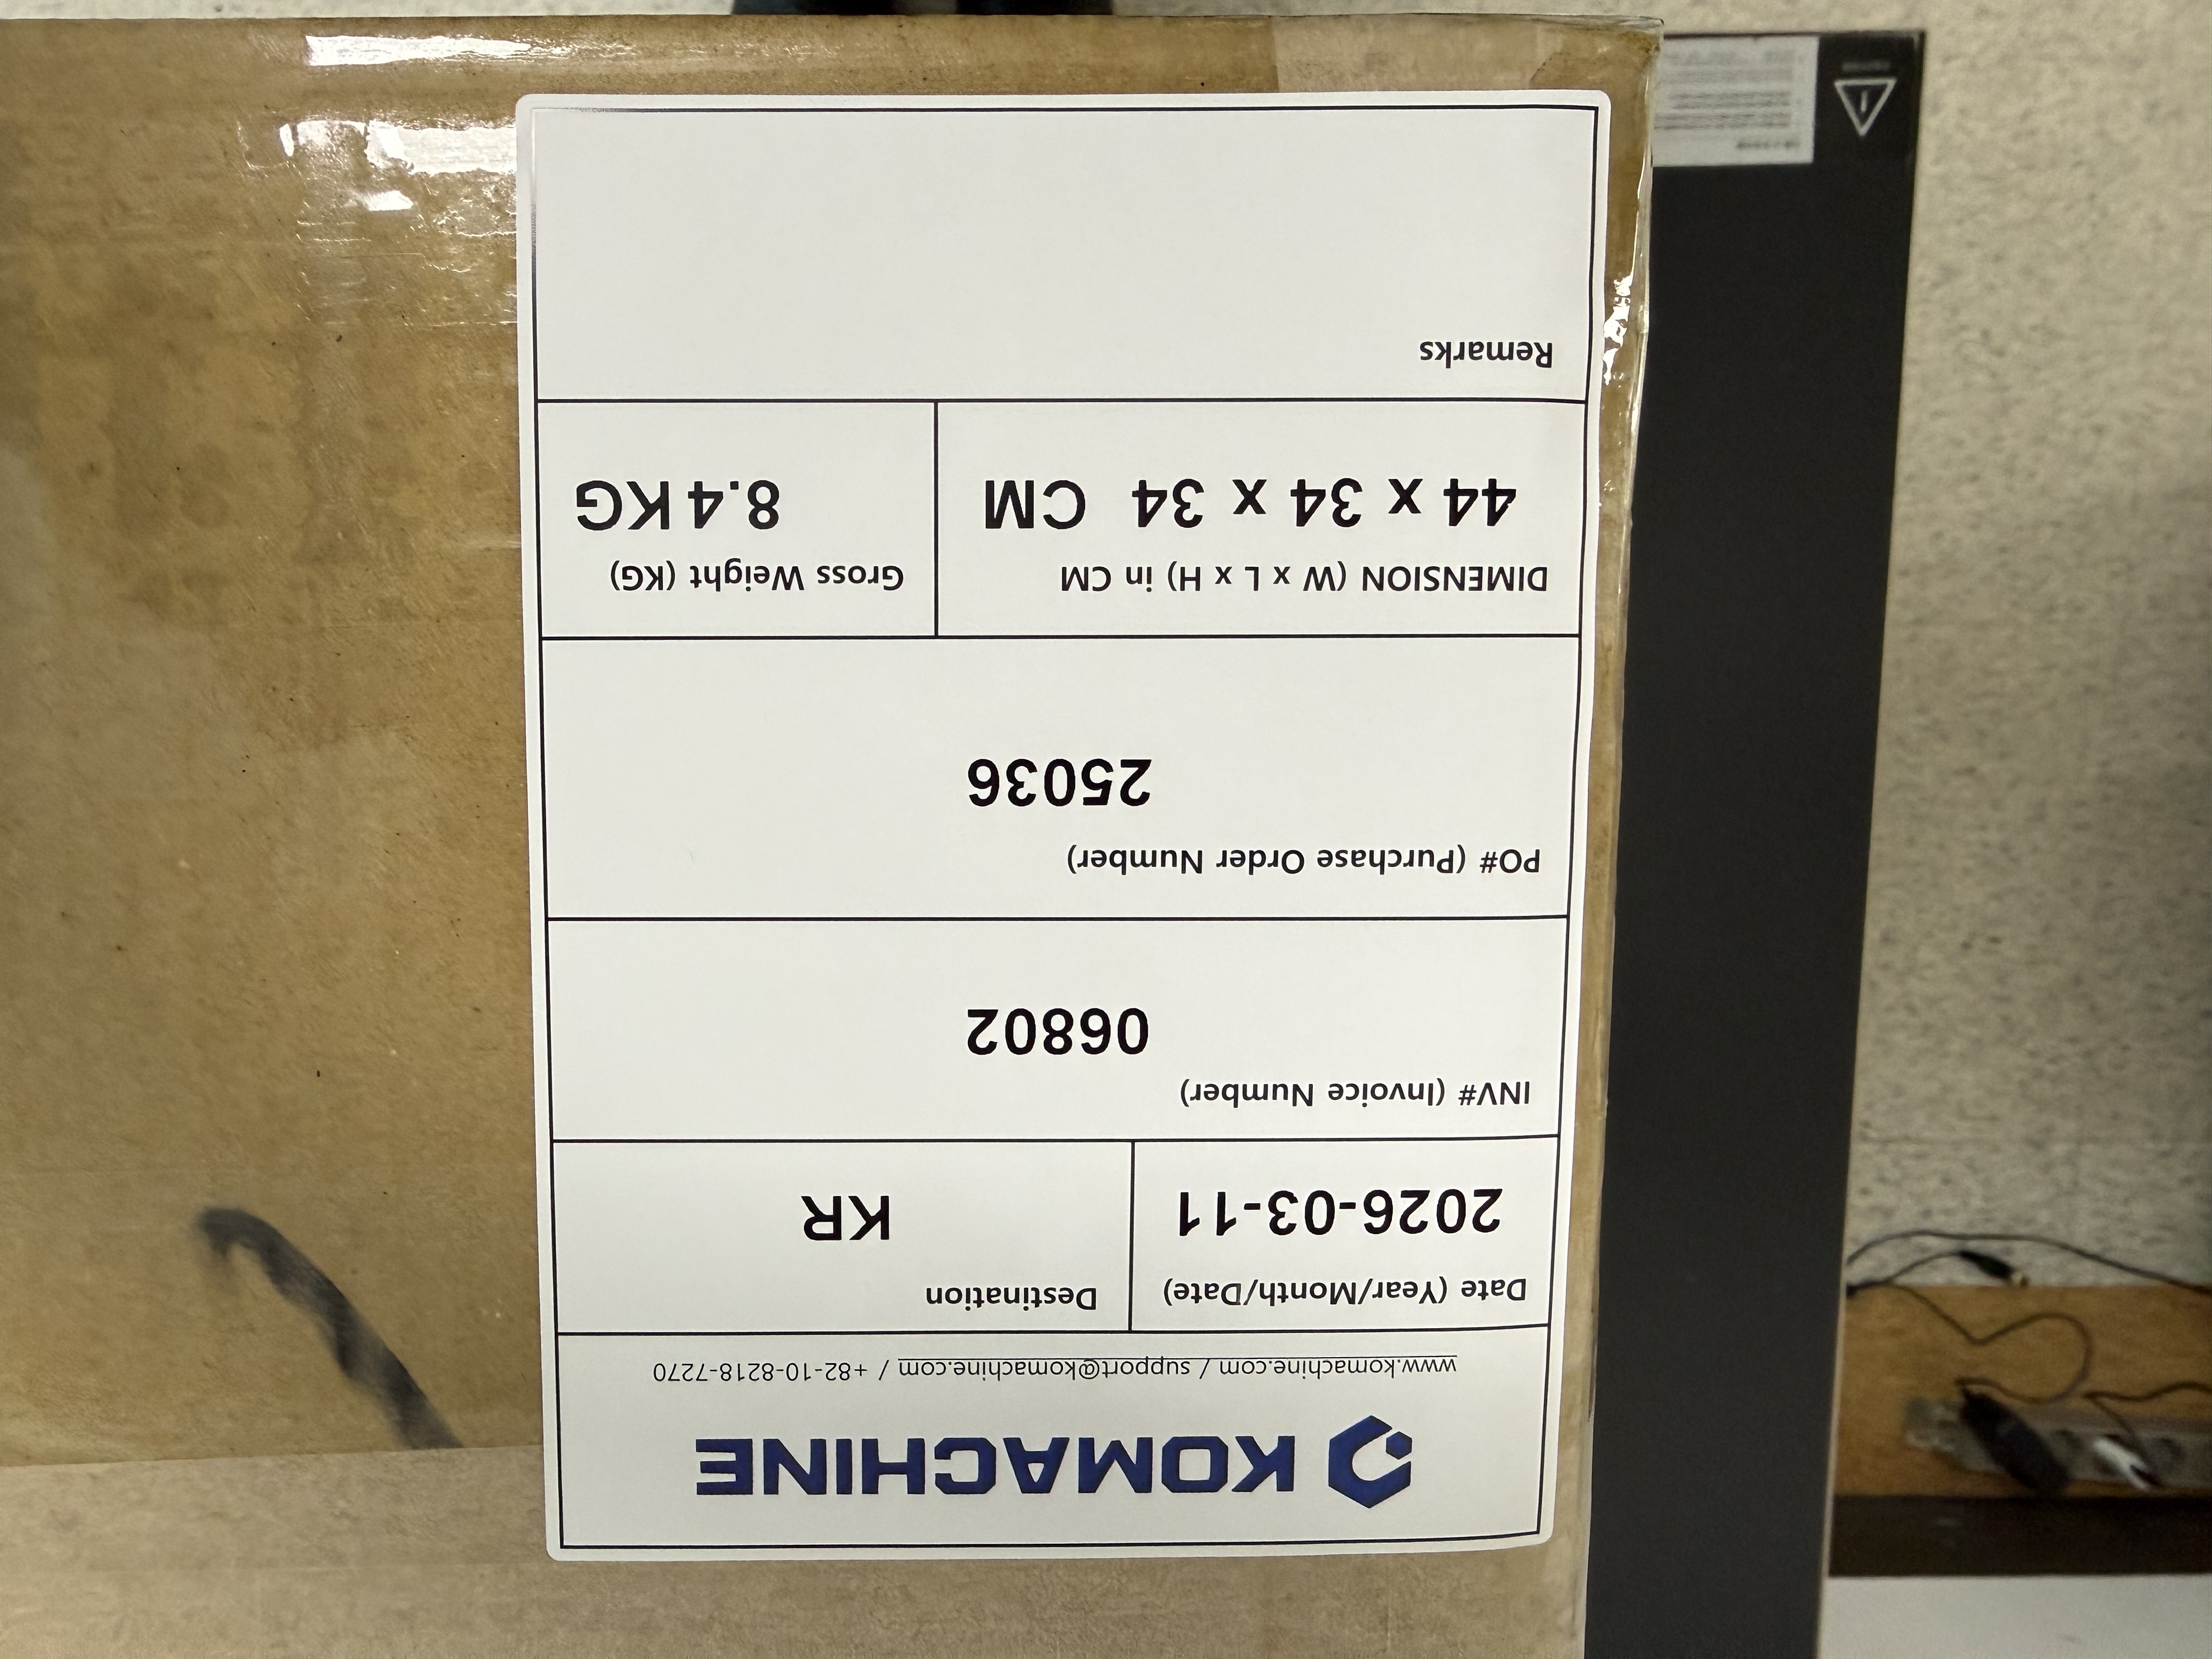 KOMACHINE
www.komachine.com / support@komachine.com / +82-10-8218-7270
Date (Year/Month/Date)
2026-03-11
Destination
KR
INV# (Invoice Number)
06802
PO# (Purchase Order Number)
25036
DIMENSION (W x L x H) in CM
44 x 34 x 34 CM
Gross Weight (KG)
8.4 KG
Remarks